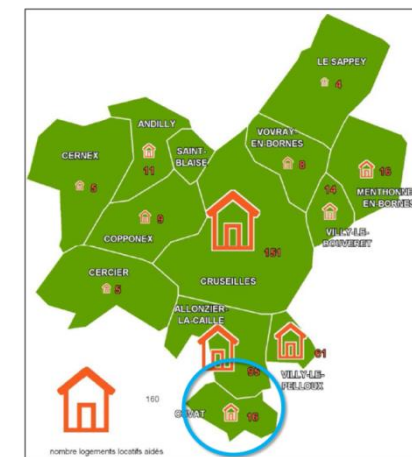 LE SAPPEY
4
ANDILLY
VOVRAY-
EN-BORNES
SAINT-
BLAISE
CERNEX
11
8
16
5
14
MENTHONNEX
EN-BORNES
9
VILLY-LE-
BOUVERET
COPPONEX
151
CERCIER
5
CRUSEILLES
ALLONZIER-
LA-CAILLE
61
95
VILLY-LE-
PELLOUX
160
16
nombre logements locatifs aidés